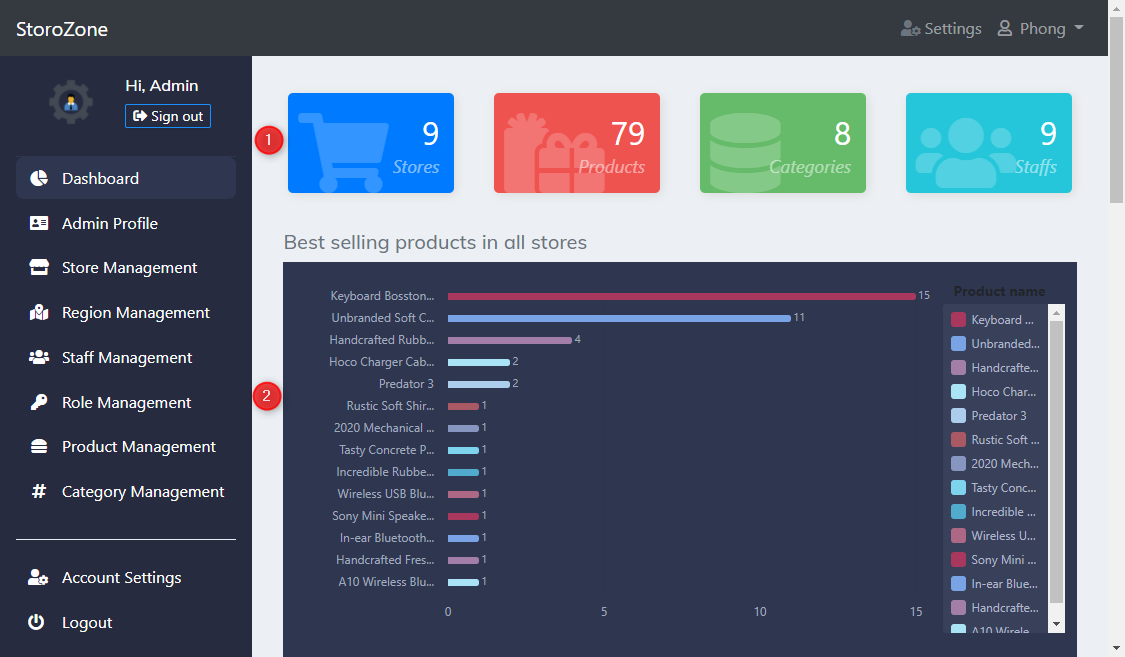 StoroZone
Settings
Phong
Hi, Admin
Sign out
Dashboard
Admin Profile
Store Management
Region Management
Staff Management
Role Management
Product Management
Category Management
Account Settings
Logout
1
9
Stores
79
Products
8
Categories
9
Staffs
Best selling products in all stores
2
Keyboard Bosston... 15
Unbranded Soft C... 11
Handcrafted Rubb... 4
Hoco Charger Cab... 2
Predator 3 2
Rustic Soft Shir... 1
2020 Mechanical ... 1
Tasty Concrete P... 1
Incredible Rubbe... 1
Wireless USB Blu... 1
Sony Mini Speake... 1
In-ear Bluetooth... 1
Handcrafted Fres... 1
A10 Wireless Blu... 1
0 5 10 15
Product name
Keyboard ...
Unbranded...
Handcrafte...
Hoco Char...
Predator 3
Rustic Soft ...
2020 Mech...
Tasty Conc...
Incredible ...
Wireless U...
Sony Mini ...
In-ear Blue...
Handcrafte...
A10 Wirele...